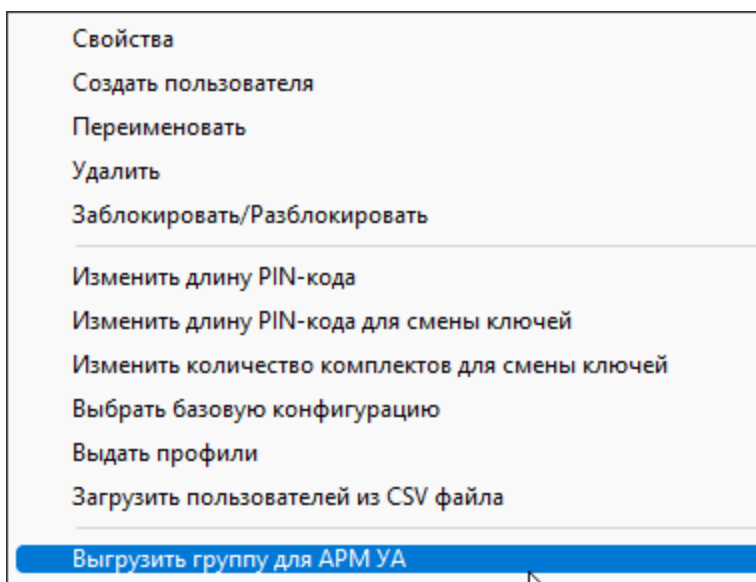 Свойства
Создать пользователя
Переименовать
Удалить
Заблокировать/Разблокировать
Изменить длину PIN-кода
Изменить длину PIN-кода для смены ключей
Изменить количество комплектов для смены ключей
Выбрать базовую конфигурацию
Выдать профили
Загрузить пользователей из CSV файла
Выгрузить группу для АРМ УА